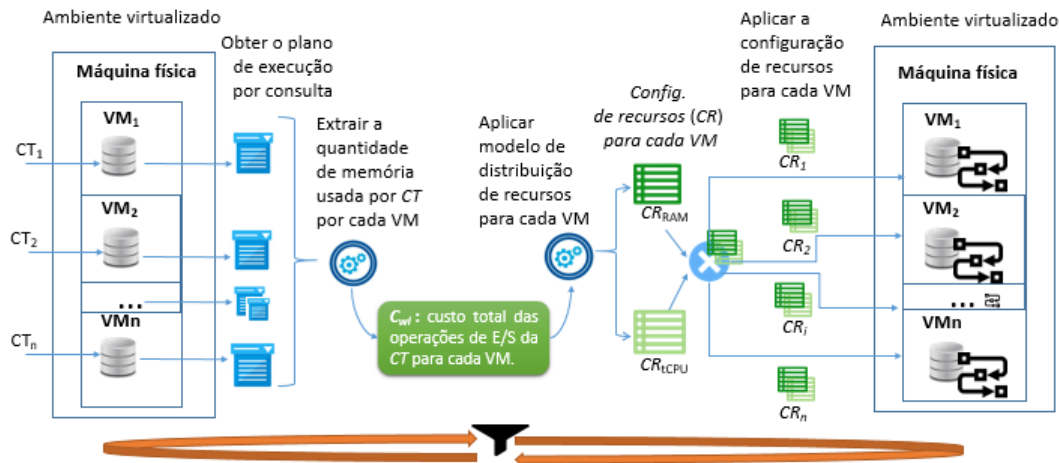 Ambiente virtualizado
Máquina física
VM1
CT1
VM2
CT2
...
VMn
CTn
Obter o plano
de execução
por consulta
Extrair a
quantidade
de memória
usada por CT
por cada VM
Cwl : custo total das
operações de E/S da
CT para cada VM.
Aplicar
modelo de
distribuição
de recursos
para cada VM
Config.
de recursos (CR)
para cada VM
CRRAM
CRtCPU
Aplicar a
configuração
de recursos
para cada VM
CR1
CR2
CRi
CRn
Ambiente virtualizado
Máquina física
VM1
VM2
...
VMn